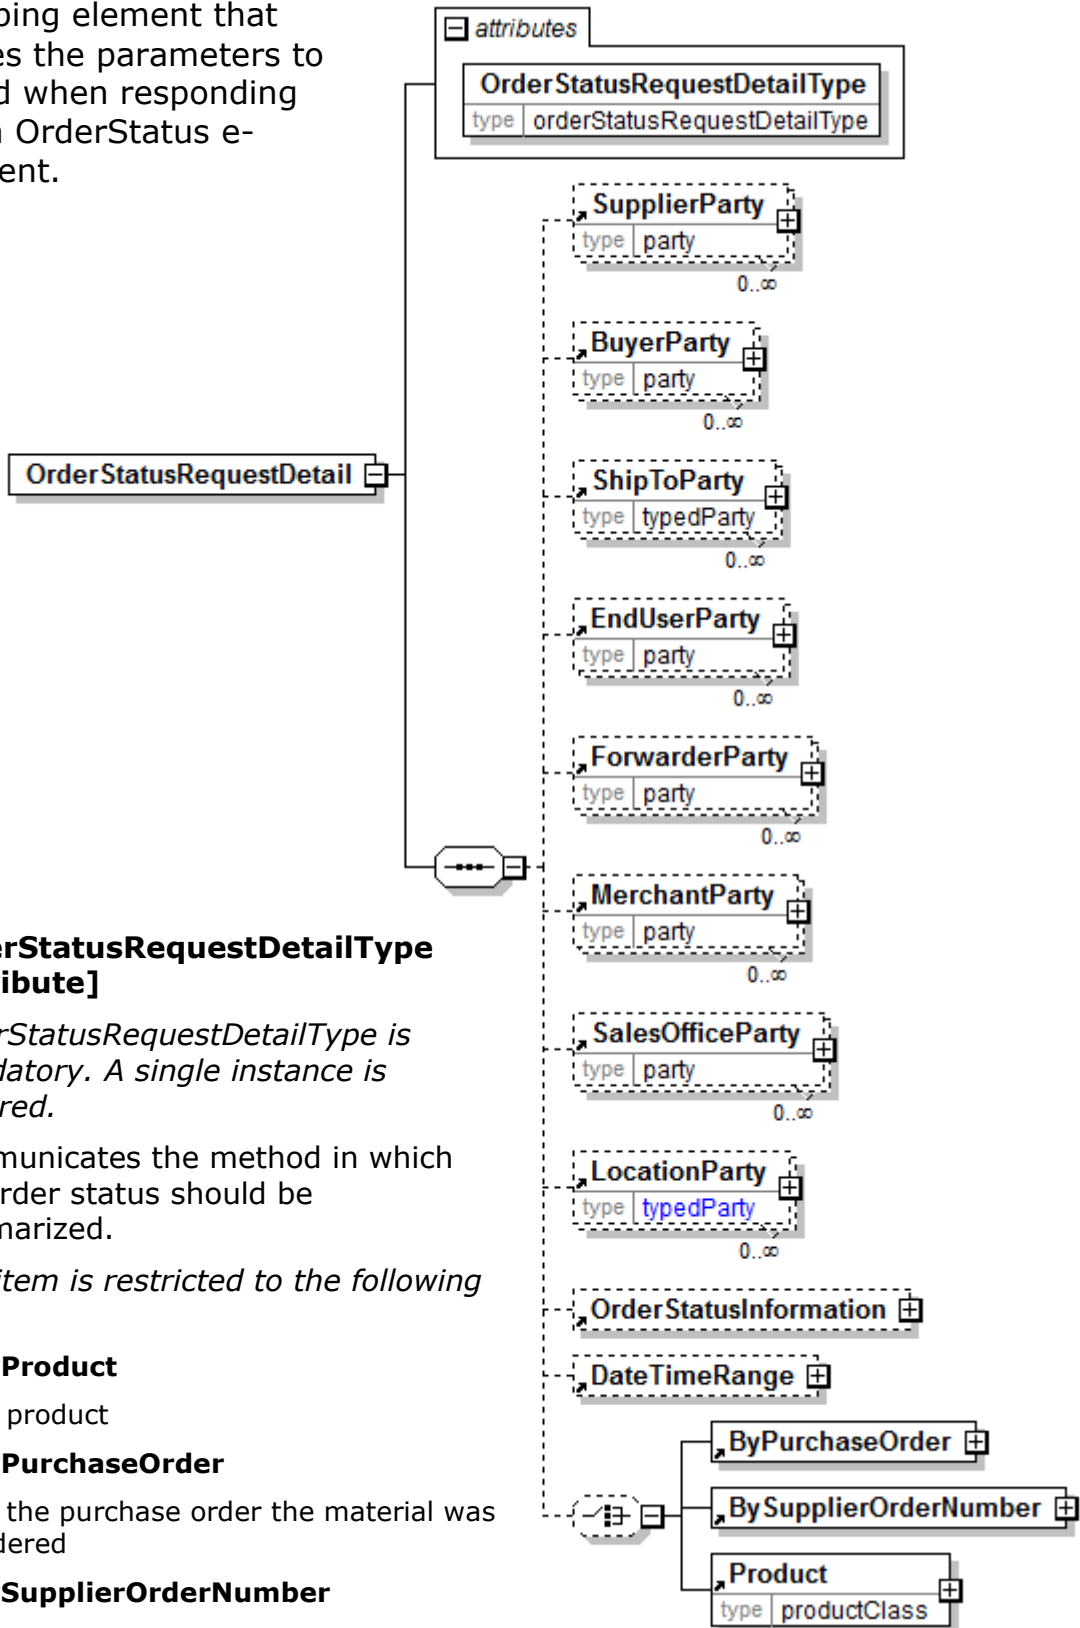 ping element that
es the parameters to
d when responding
n OrderStatus e-
ent.
erStatusRequestDetailType
ibute]
rStatusRequestDetailType is
datory. A single instance is
red.
municates the method in which
rder status should be
marized.
item is restricted to the following
Product
product
PurchaseOrder
the purchase order the material was
dered
SupplierOrderNumber
attributes
OrderStatusRequestDetailType
type orderStatusRequestDetailType
OrderStatusRequestDetail
SupplierParty
type party
0..∞
BuyerParty
type party
0..∞
ShipToParty
type typedParty
0..∞
EndUserParty
type party
0..∞
ForwarderParty
type party
0..∞
MerchantParty
type party
0..∞
SalesOfficeParty
type party
0..∞
LocationParty
type typedParty
0..∞
OrderStatusInformation
DateTimeRange
ByPurchaseOrder
BySupplierOrderNumber
Product
type productClass